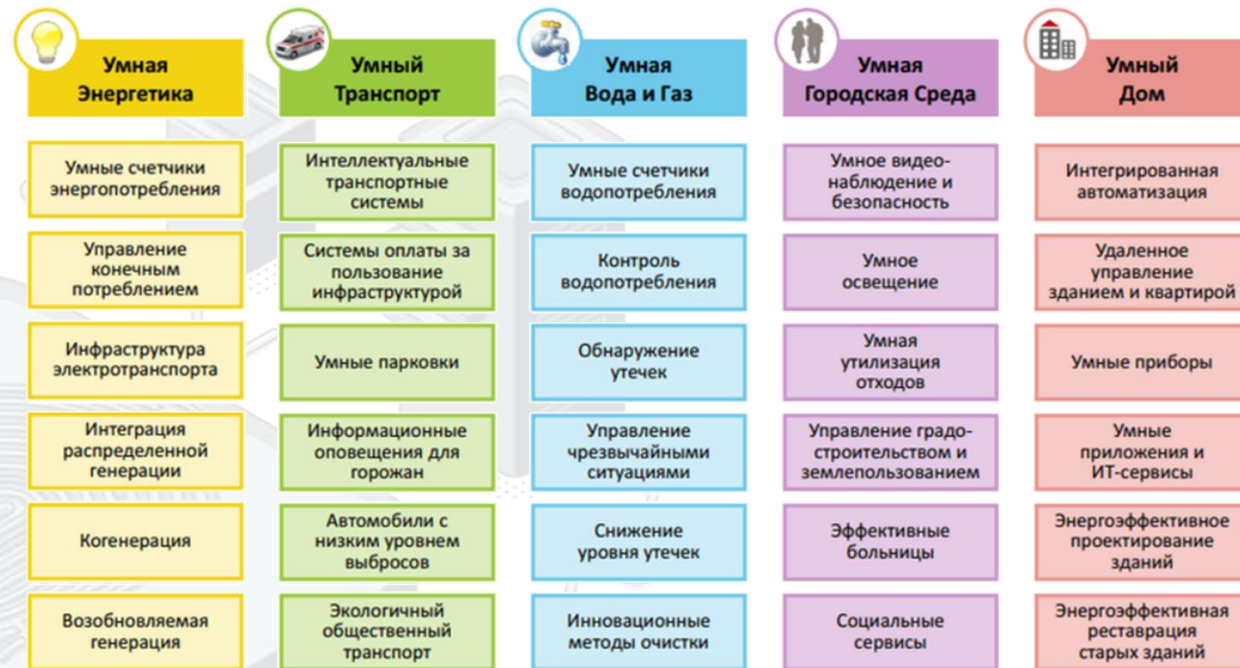 Умная
Энергетика
Умные счетчики
энергопотребления
Управление
конечным
потреблением
Инфраструктура
электротранспорта
Интеграция
распределенной
генерации
Когенерация
Возобновляемая
генерация
Умный
Транспорт
Интеллектуальные
транспортные
системы
Системы оплаты за
пользование
инфраструктурой
Умные парковки
Информационные
оповещения для
горожан
Автомобили с
низким уровнем
выбросов
Экологичный
общественный
транспорт
Умная
Вода и Газ
Умные счетчики
водопотребления
Контроль
водопотребления
Обнаружение
утечек
Управление
чрезвычайными
ситуациями
Снижение
уровня утечек
Инновационные
методы очистки
Умная
Городская Среда
Умное видео-
наблюдение и
безопасность
Умное
освещение
Умная
утилизация
отходов
Управление градо-
строительством и
землепользованием
Эффективные
больницы
Социальные
сервисы
Умный
Дом
Интегрированная
автоматизация
Удаленное
управление
зданием и квартирой
Умные приборы
Умные
приложения и
ИТ-сервисы
Энергоэффективное
проектирование
зданий
Энергоэффективная
реставрация
старых зданий